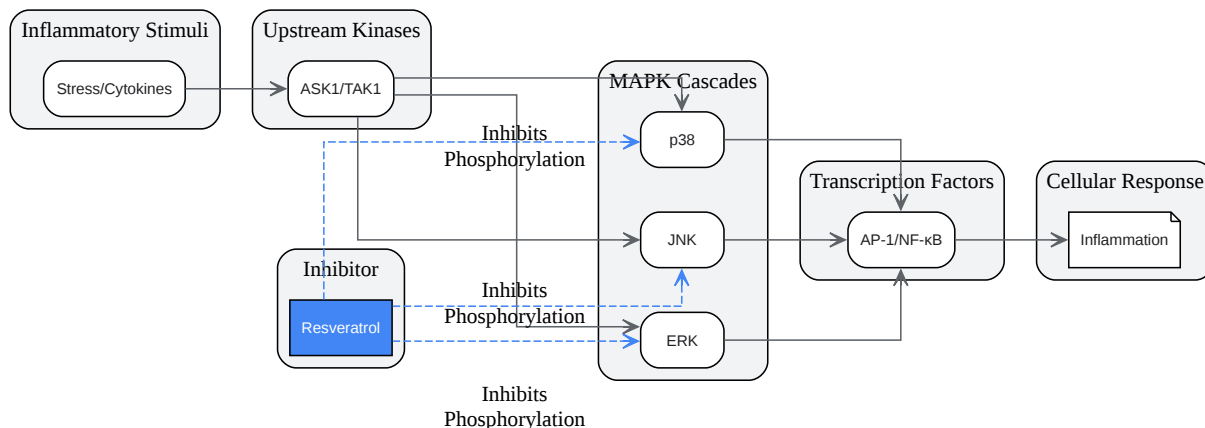 Inflammatory Stimuli
Stress/Cytokines
Upstream Kinases
ASK1/TAK1
MAPK Cascades
p38
JNK
ERK
Inhibits
Phosphorylation
Inhibitor
Resveratrol
Inhibits
Phosphorylation
Inhibits
Phosphorylation
Transcription Factors
AP-1/NF-κB
Cellular Response
Inflammation